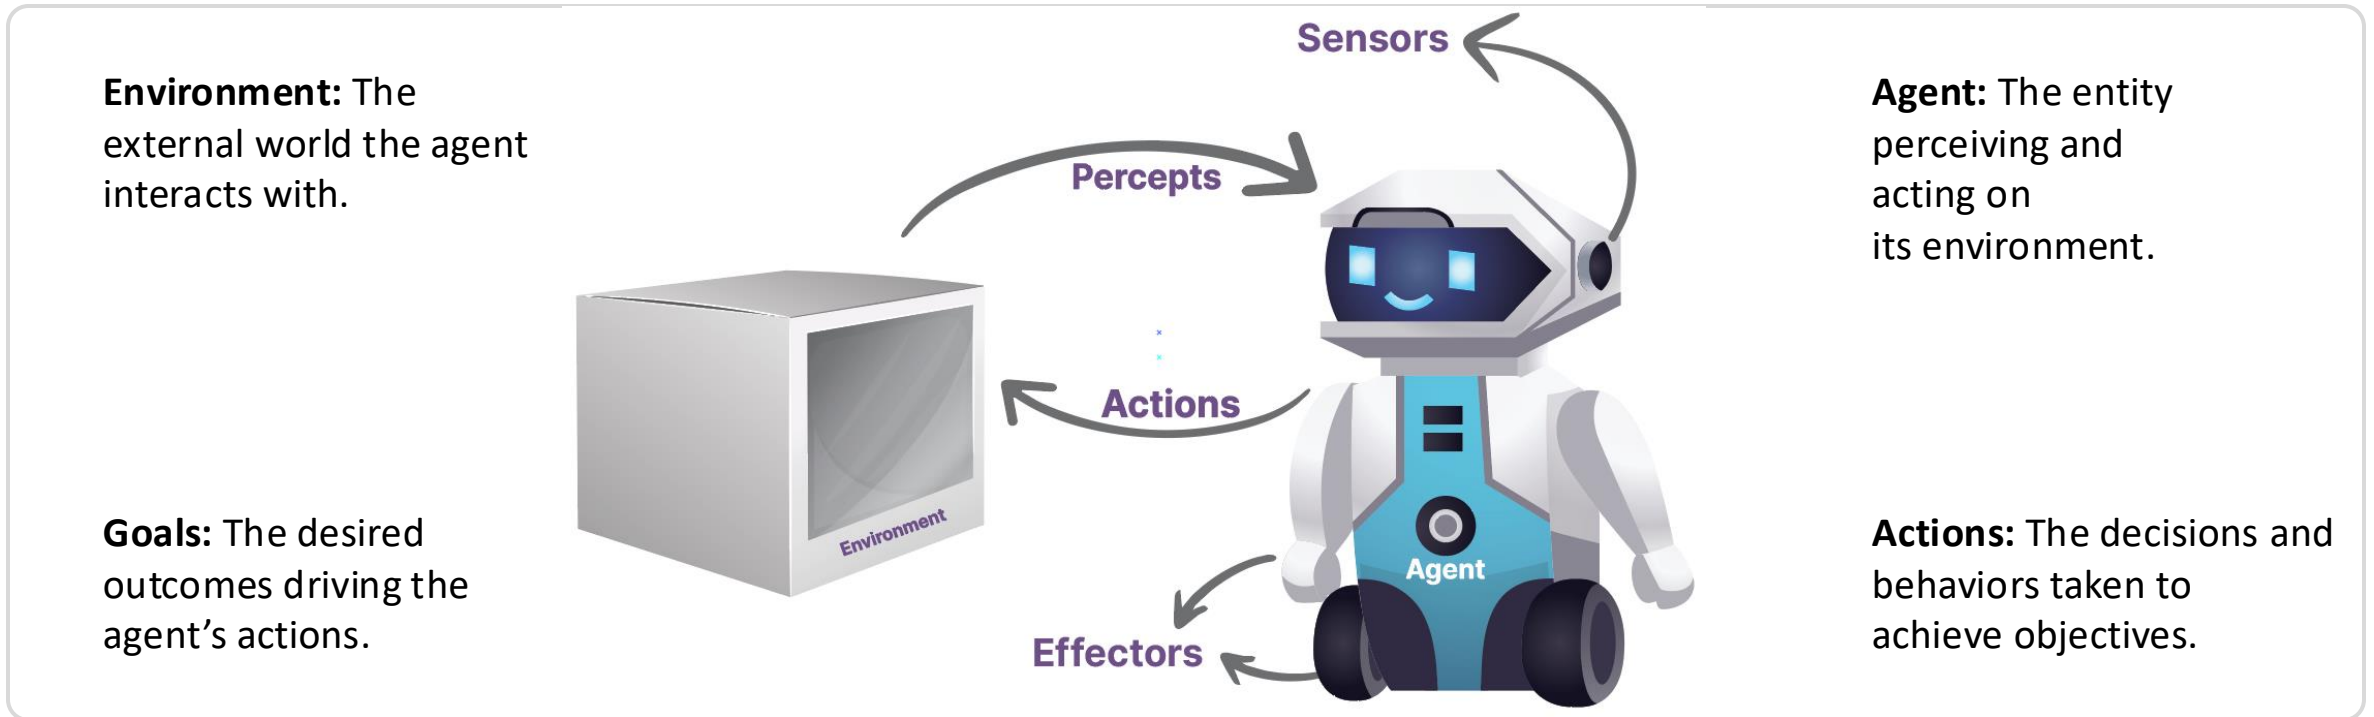 Environment: The
external world the agent
interacts with.
Goals: The desired
outcomes driving the
agent’s actions.
Sensors
Percepts
Actions
Environment
Agent
Effectors
Agent: The entity
perceiving and
acting on
its environment.
Actions: The decisions and
behaviors taken to
achieve objectives.